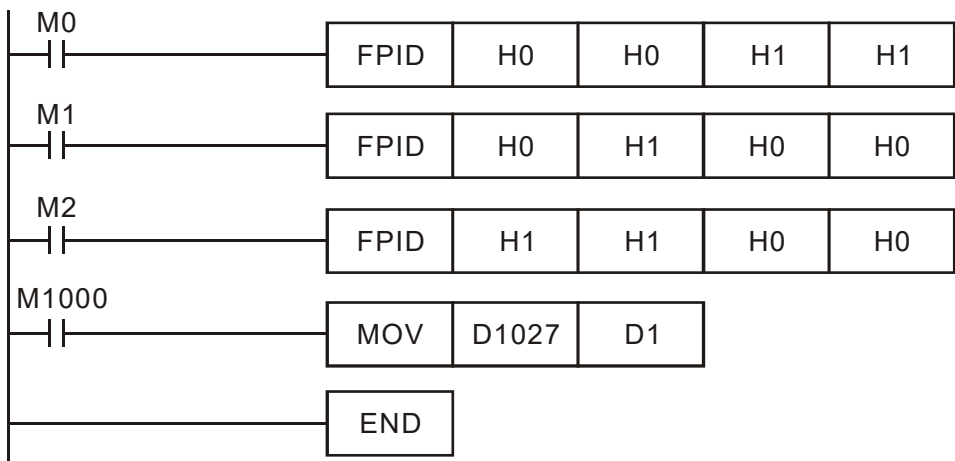 M0
FPID H0 H0 H1 H1
M1
FPID H0 H1 H0 H0
M2
FPID H1 H1 H0 H0
M1000
MOV D1027 D1
END